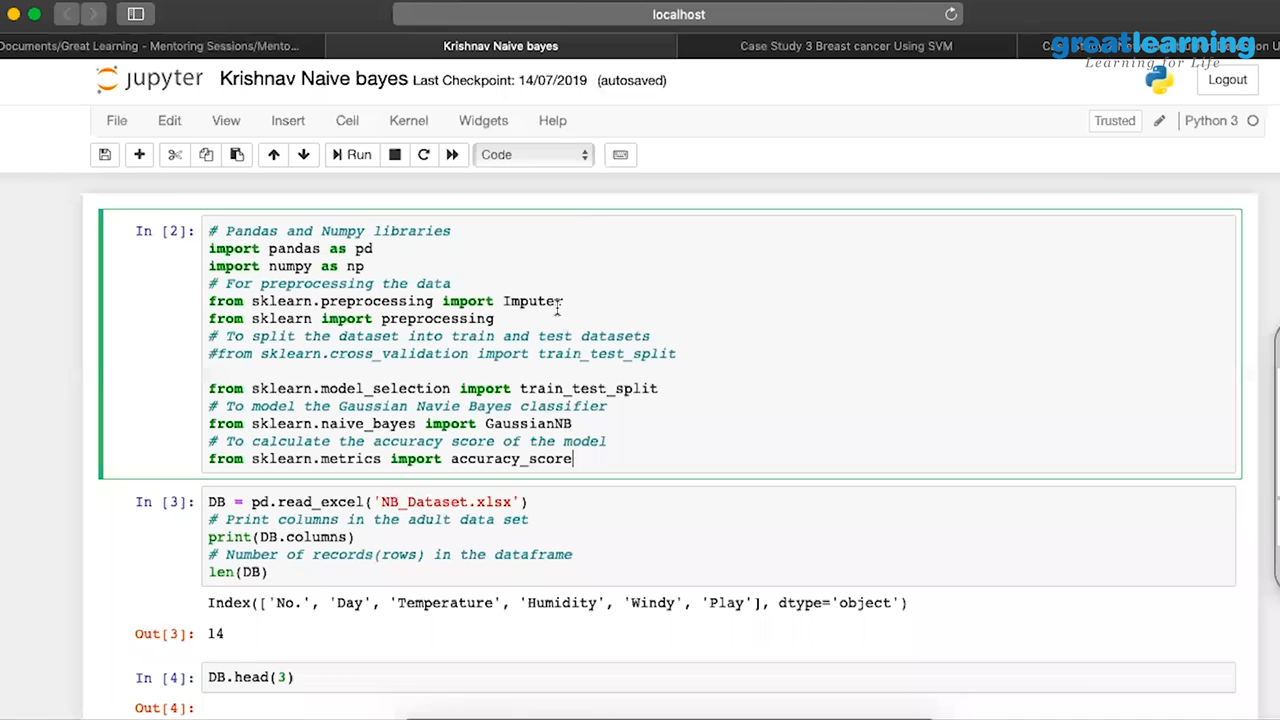 localhost
Documents/Great Learning - Mentoring Sessions/Mento...
Krishnav Naive bayes
Case Study 3 Breast cancer Using SVM
greatlearning
Learning for Life
jupyter Krishnav Naive bayes Last Checkpoint: 14/07/2019 (autosaved)
Logout
File Edit View Insert Cell Kernel Widgets Help
Trusted Python 3
Run Code
In [2]: # Pandas and Numpy libraries
import pandas as pd
import numpy as np
# For preprocessing the data
from sklearn.preprocessing import Imputer
from sklearn import preprocessing
# To split the dataset into train and test datasets
#from sklearn.cross_validation import train_test_split
from sklearn.model_selection import train_test_split
# To model the Gaussian Navie Bayes classifier
from sklearn.naive_bayes import GaussianNB
# To calculate the accuracy score of the model
from sklearn.metrics import accuracy_score
In [3]: DB = pd.read_excel('NB_Dataset.xlsx')
# Print columns in the adult data set
print(DB.columns)
# Number of records(rows) in the dataframe
len(DB)
Index(['No.', 'Day', 'Temperature', 'Humidity', 'Windy', 'Play'], dtype='object')
Out[3]: 14
In [4]: DB.head(3)
Out[4]: